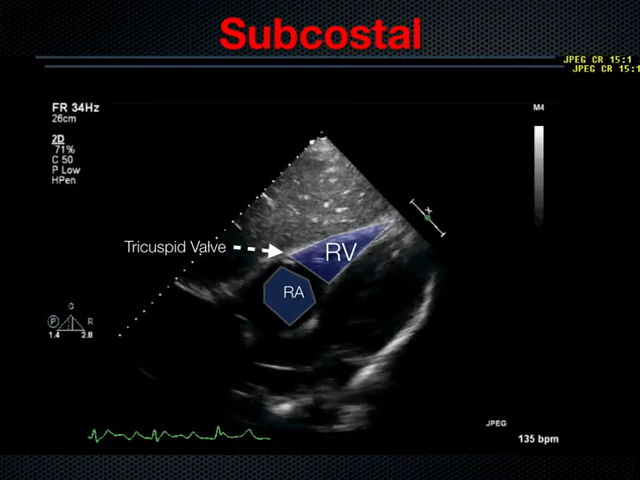 Subcostal
JPEG CR 15:1
JPEG CR 15:1
FR 34Hz
26cm
M4
2D
71%
C 50
P Low
HPen
x
Tricuspid Valve
RV
RA
G
P
R
1.4
2.8
JPEG
135 bpm